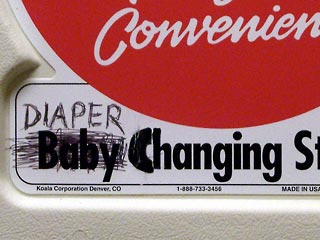 Convenien
DIAPER
Baby Changing St
Koala Corporation Denver, CO 1-888-733-3456 MADE IN USA